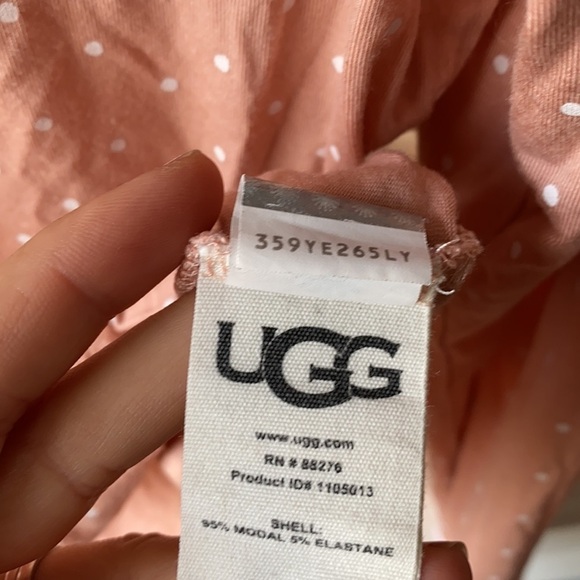 359YE265LY
UGG
www.ugg.com
RN # 88276
Product ID# 1105013
SHELL:
95% MODAL 5% ELASTANE